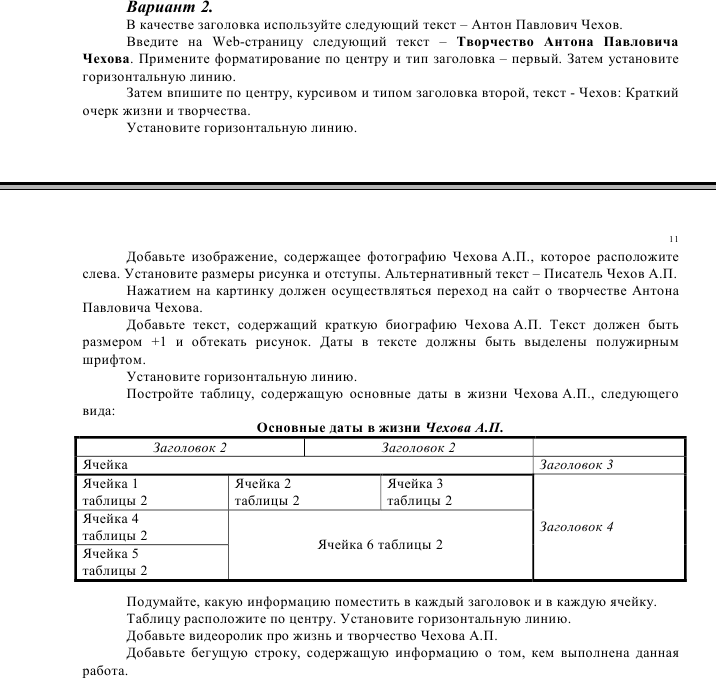 Вариант 2.
В качестве заголовка используйте следующий текст – Антон Павлович Чехов.
Введите на Web-страницу следующий текст – Творчество Антона Павловича
Чехова. Примените форматирование по центру и тип заголовка – первый. Затем установите
горизонтальную линию.
Затем впишите по центру, курсивом и типом заголовка второй, текст - Чехов: Краткий
очерк жизни и творчества.
Установите горизонтальную линию.
11
Добавьте изображение, содержащее фотографию Чехова А.П., которое расположите
слева. Установите размеры рисунка и отступы. Альтернативный текст – Писатель Чехов А.П.
Нажатием на картинку должен осуществляться переход на сайт о творчестве Антона
Павловича Чехова.
Добавьте текст, содержащий краткую биографию Чехова А.П. Текст должен быть
размером +1 и обтекать рисунок. Даты в тексте должны быть выделены полужирным
шрифтом.
Установите горизонтальную линию.
Постройте таблицу, содержащую основные даты в жизни Чехова А.П., следующего
вида:
Основные даты в жизни Чехова А.П.
Заголовок 2 Заголовок 2
Ячейка Заголовок 3
Ячейка 1 Ячейка 2 Ячейка 3
таблицы 2 таблицы 2 таблицы 2
Ячейка 4
таблицы 2
Заголовок 4
Ячейка 6 таблицы 2
Ячейка 5
таблицы 2
Подумайте, какую информацию поместить в каждый заголовок и в каждую ячейку.
Таблицу расположите по центру. Установите горизонтальную линию.
Добавьте видеоролик про жизнь и творчество Чехова А.П.
Добавьте бегущую строку, содержащую информацию о том, кем выполнена данная
работа.